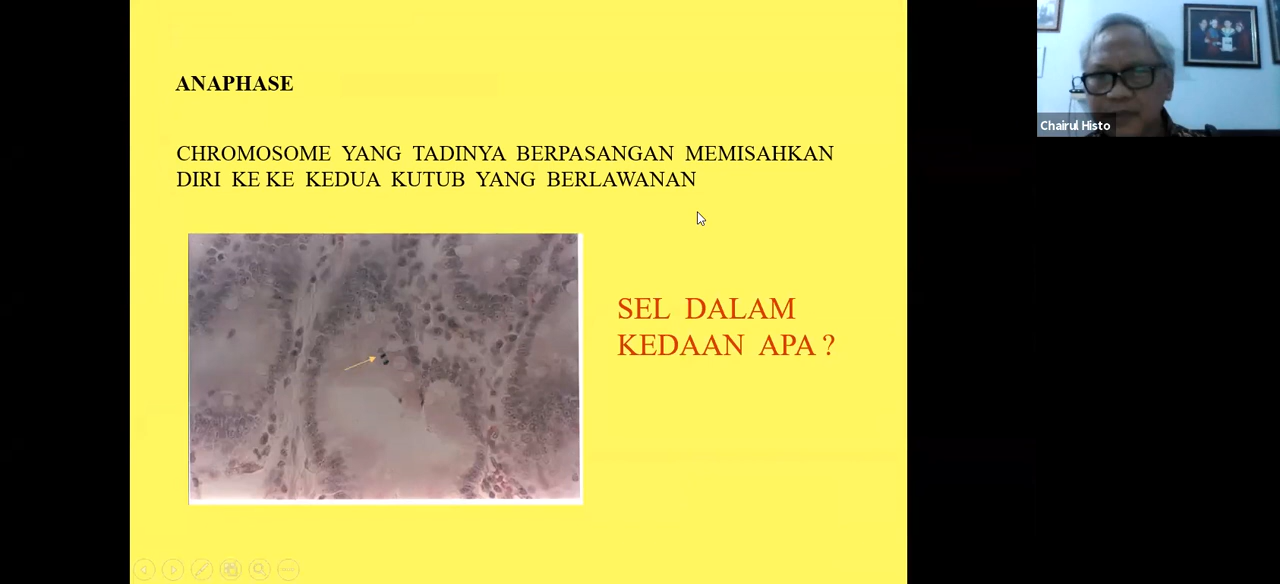 ANAPHASE
CHROMOSOME YANG TADINYA BERPASANGAN MEMISAHKAN
DIRI KE KE KEDUA KUTUB YANG BERLAWANAN
SEL DALAM
KEDAAN APA ?
Chairul Histo